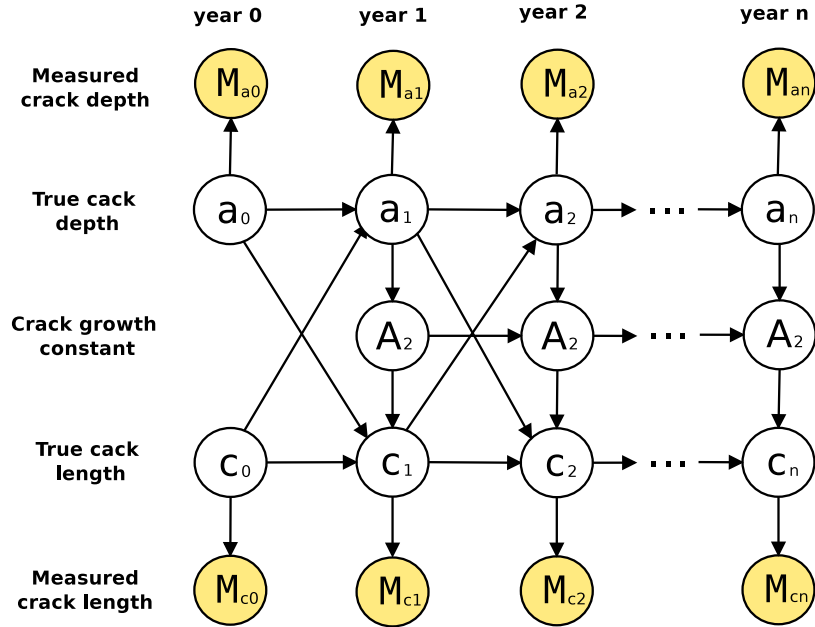 year 0 year 1 year 2 year n
Measured
crack depth
Ma0 Ma1 Ma2 Man
True cack
depth
a0 a1 a2 ... an
Crack growth
constant
A2 A2 ... A2
True cack
length
c0 c1 c2 ... cn
Measured
crack length
Mc0 Mc1 Mc2 Mcn